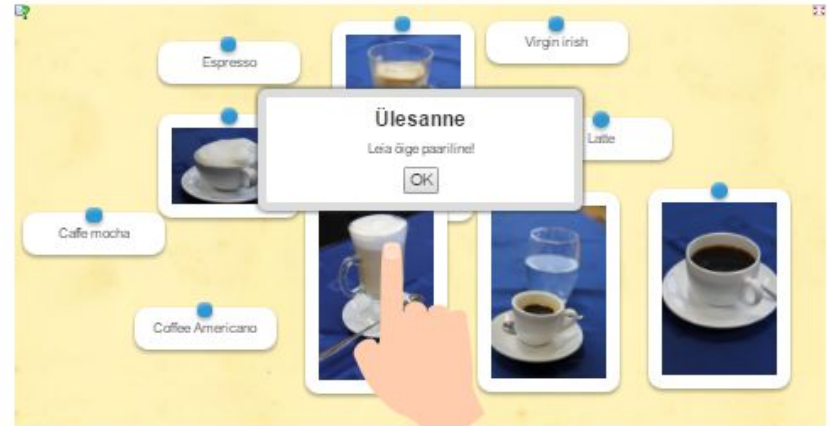 Espresso
Virgin irish
Ülesanne
Leia õige paariline!
OK
Latte
Caffe mocha
Coffee Americano